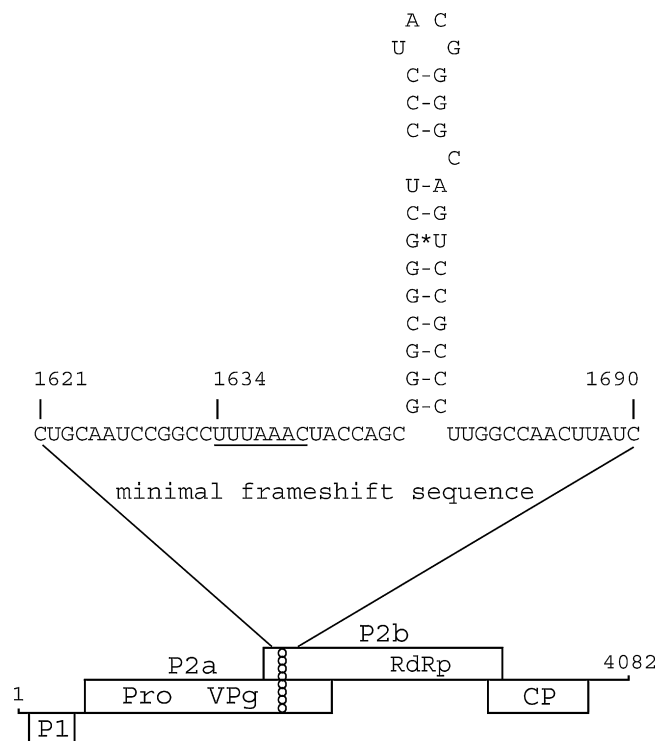 A C
U G
C-G
C-G
C-G
C
U-A
C-G
G*U
G-C
G-C
C-G
G-C
G-C
G-C
1621 1634 1690
CUGCAAUCCGGCCUUUAAACUACCAGC UUGGCCAACUUAUC
minimal frameshift sequence
P2b
P2a RdRp 4082
1 Pro VPg CP
P1